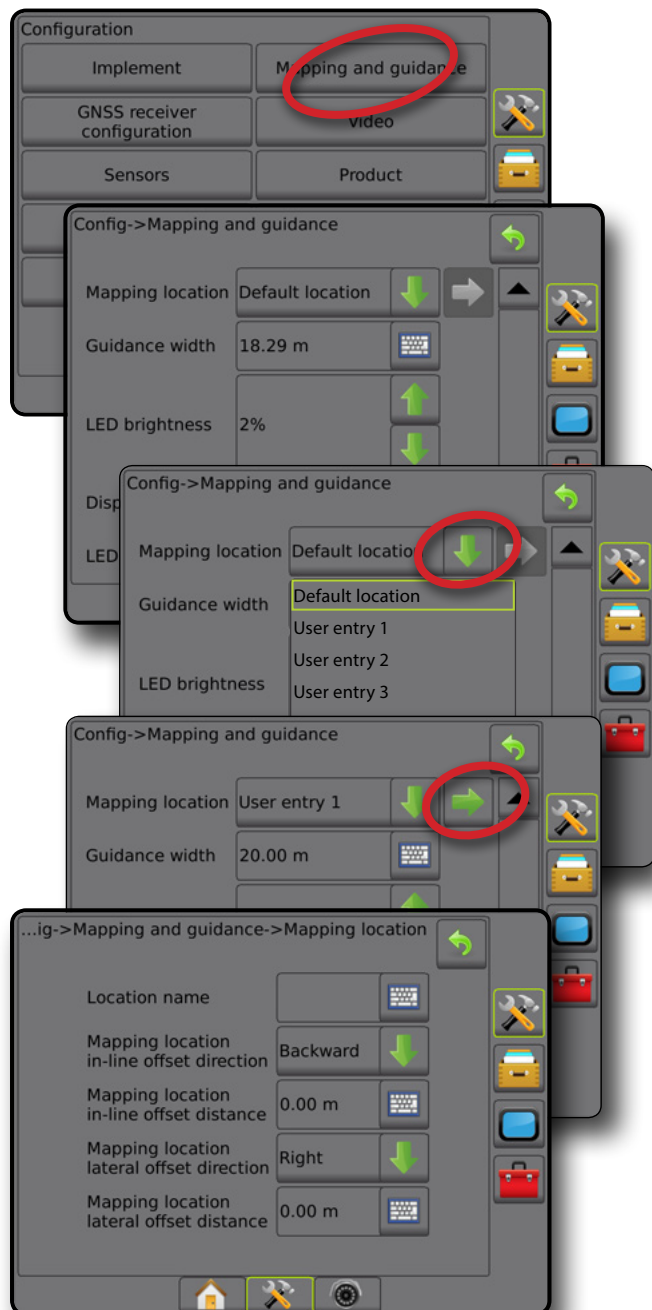 Configuration
Implement
Mapping and guidance
GNSS receiver
configuration
Video
Sensors
Product
Config->Mapping and guidance
Mapping location
Default location
Guidance width
18.29 m
LED brightness
2%
Disp
LED
Config->Mapping and guidance
Mapping location
Default location
Guidance width
Default location
User entry 1
User entry 2
LED brightness
User entry 3
Config->Mapping and guidance
Mapping location
User entry 1
Guidance width
20.00 m
...ig->Mapping and guidance->Mapping location
Location name
Mapping location
in-line offset direction
Backward
Mapping location
in-line offset distance
0.00 m
Mapping location
lateral offset direction
Right
Mapping location
lateral offset distance
0.00 m